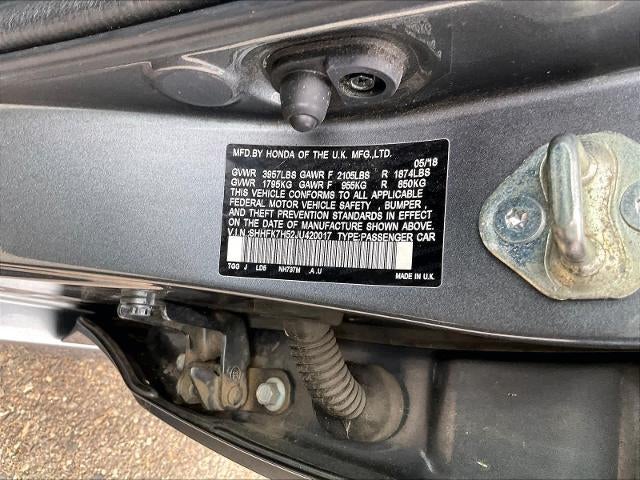 MFD.BY HONDA OF THE U.K. MFG.,LTD. 05/18
GVWR 3957LBS GAWR F 2105LBS R 1874LBS
GVWR 1795KG GAWR F 955KG R 850KG
THIS VEHICLE CONFORMS TO ALL APPLICABLE
FEDERAL MOTOR VEHICLE SAFETY , BUMPER ,
AND THEFT PREVENTION STANDARDS IN EFFECT
ON THE DATE OF MANUFACTURE SHOWN ABOVE.
V.I.N.:SHHFK7H52JU420017 TYPE:PASSENGER CAR
TGG J LD5 NH737M .A .U MADE IN U.K.